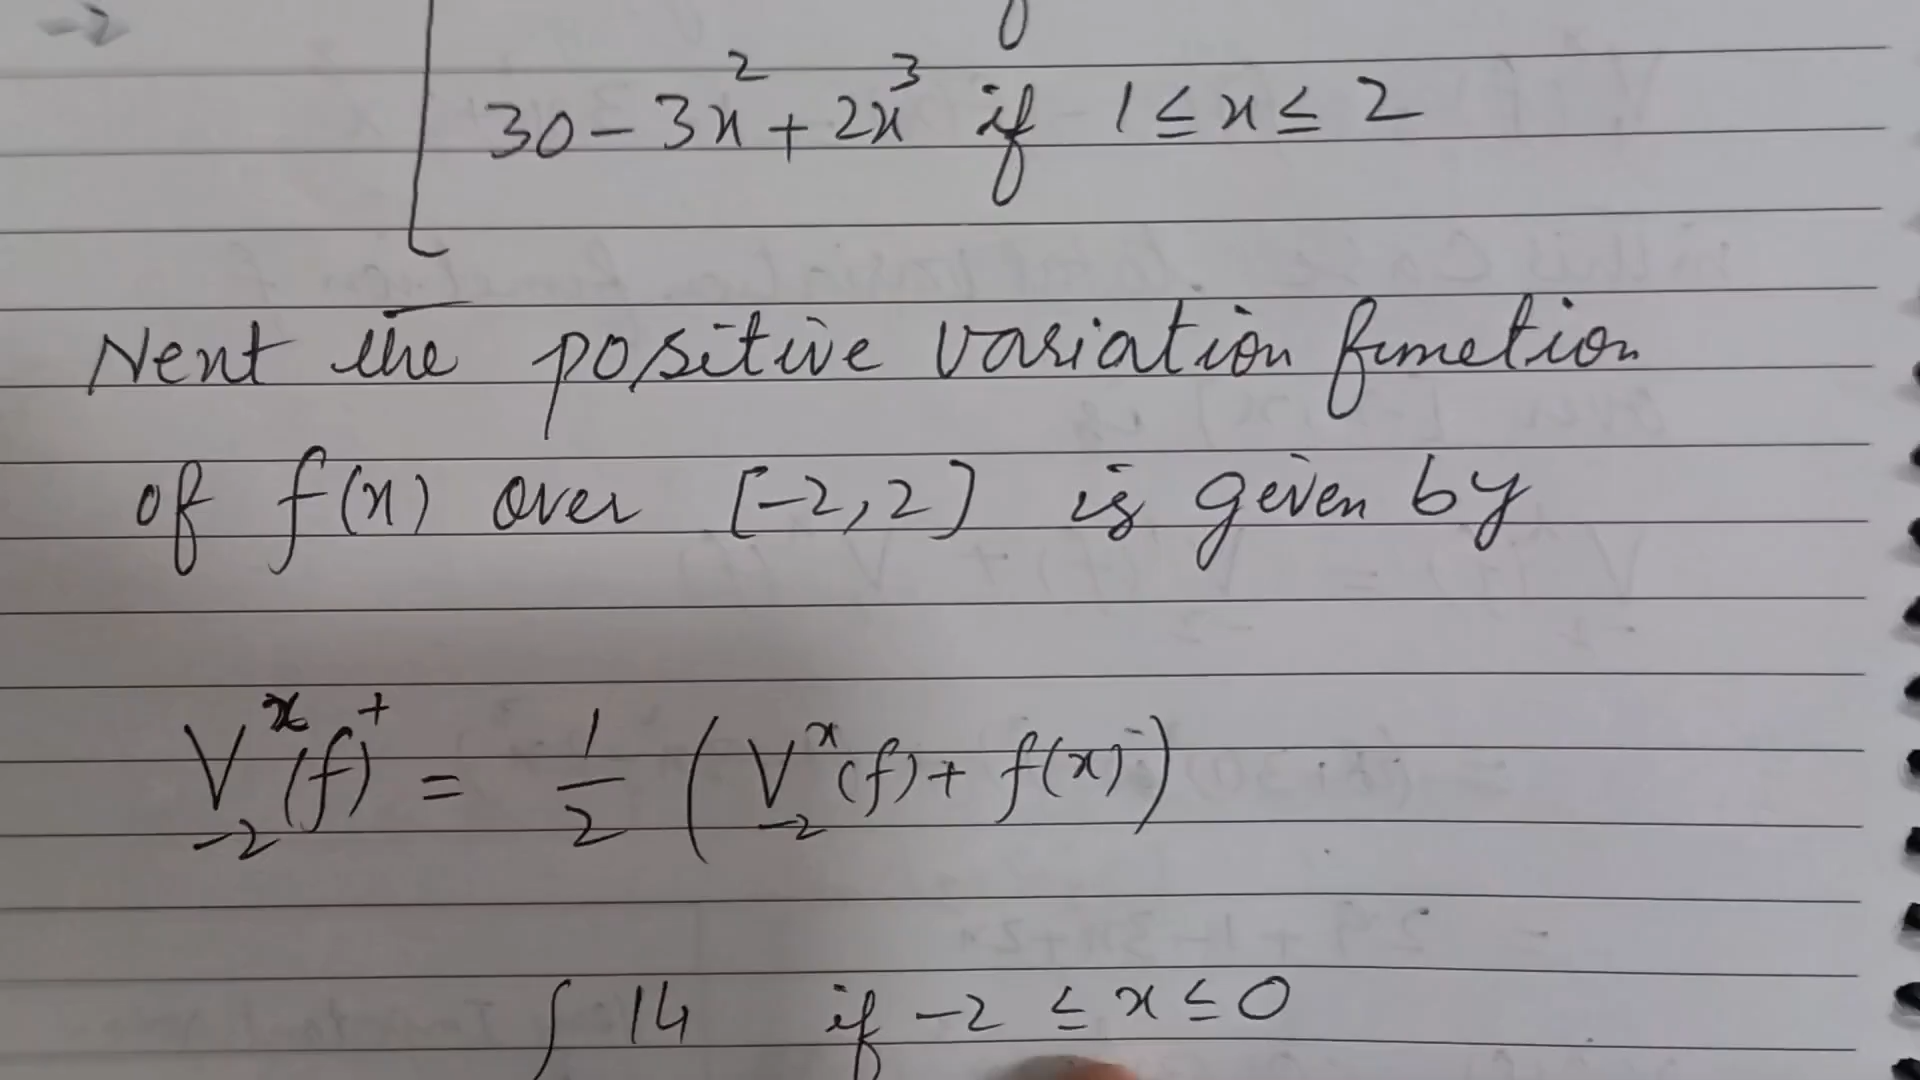 30 - 3x² + 2x³ if 1 ≤ x ≤ 2
Next the positive variation function
of f(x) over [-2,2] is given by
V₋₂ˣ(f)⁺ = 1/2 (V₋₂ˣ(f) + f(x))
14 if -2 ≤ x ≤ 0